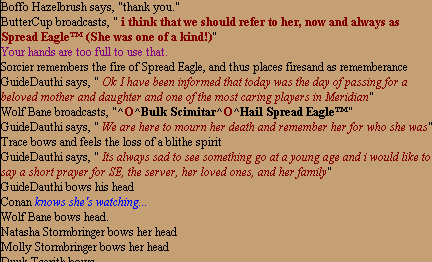 Boffo Hazelbrush says, "thank you."
ButterCup broadcasts, " i think that we should refer to her, now and always as
Spread Eagle™ (She was one of a kind!)"
Your hands are too full to use that.
Sorcier remembers the fire of Spread Eagle, and thus places firesand as rememberance
GuideDauthi says, " Ok I have been informed that today was the day of passing for a
beloved mother and daughter and one of the most caring players in Meridian"
Wolf Bane broadcasts, "^O^Bulk Scimitar^O^Hail Spread Eagle™"
GuideDauthi says, " We are here to mourn her death and remember her for who she was"
Trace bows and feels the loss of a blithe spirit
GuideDauthi says, " Its always sad to see something go at a young age and i would like to
say a short prayer for SE, the server, her loved ones, and her family"
GuideDauthi bows his head
Conan knows she's watching...
Wolf Bane bows head.
Natasha Stormbringer bows her head
Molly Stormbringer bows her head